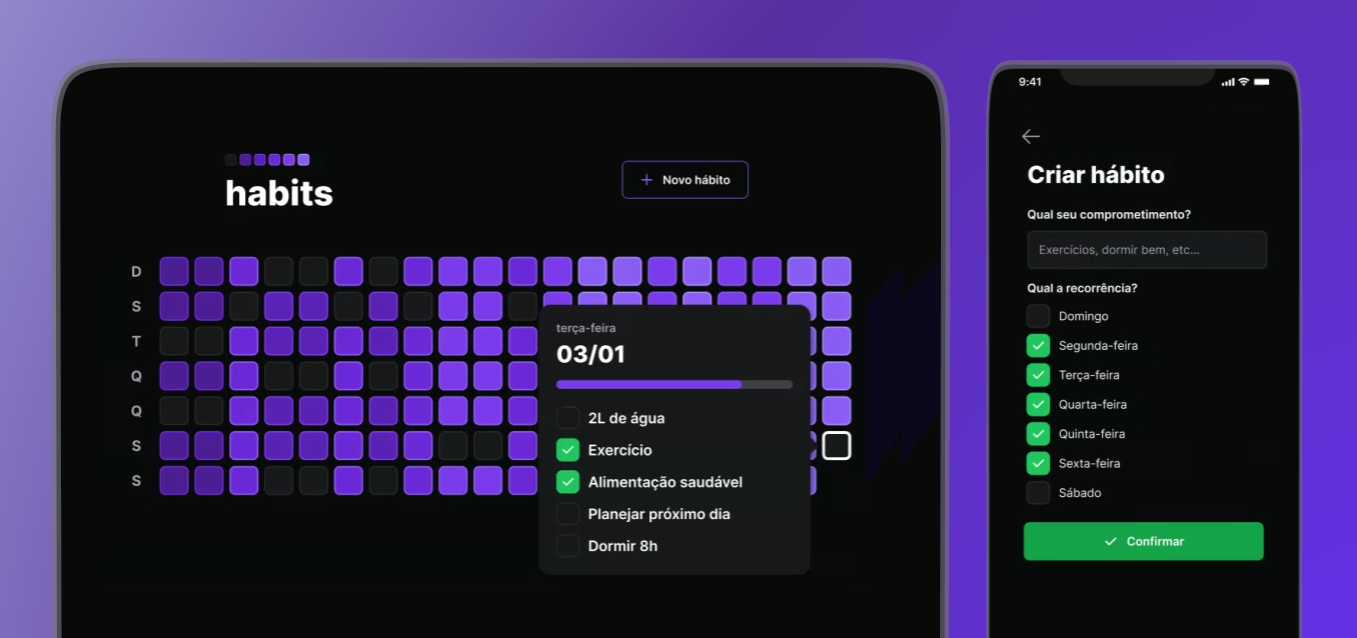 habits
+ Novo hábito
D
S
T
Q
Q
S
S
terça-feira
03/01
2L de água
Exercício
Alimentação saudável
Planejar próximo dia
Dormir 8h
9:41
Criar hábito
Qual seu comprometimento?
Exercícios, dormir bem, etc...
Qual a recorrência?
Domingo
Segunda-feira
Terça-feira
Quarta-feira
Quinta-feira
Sexta-feira
Sábado
Confirmar